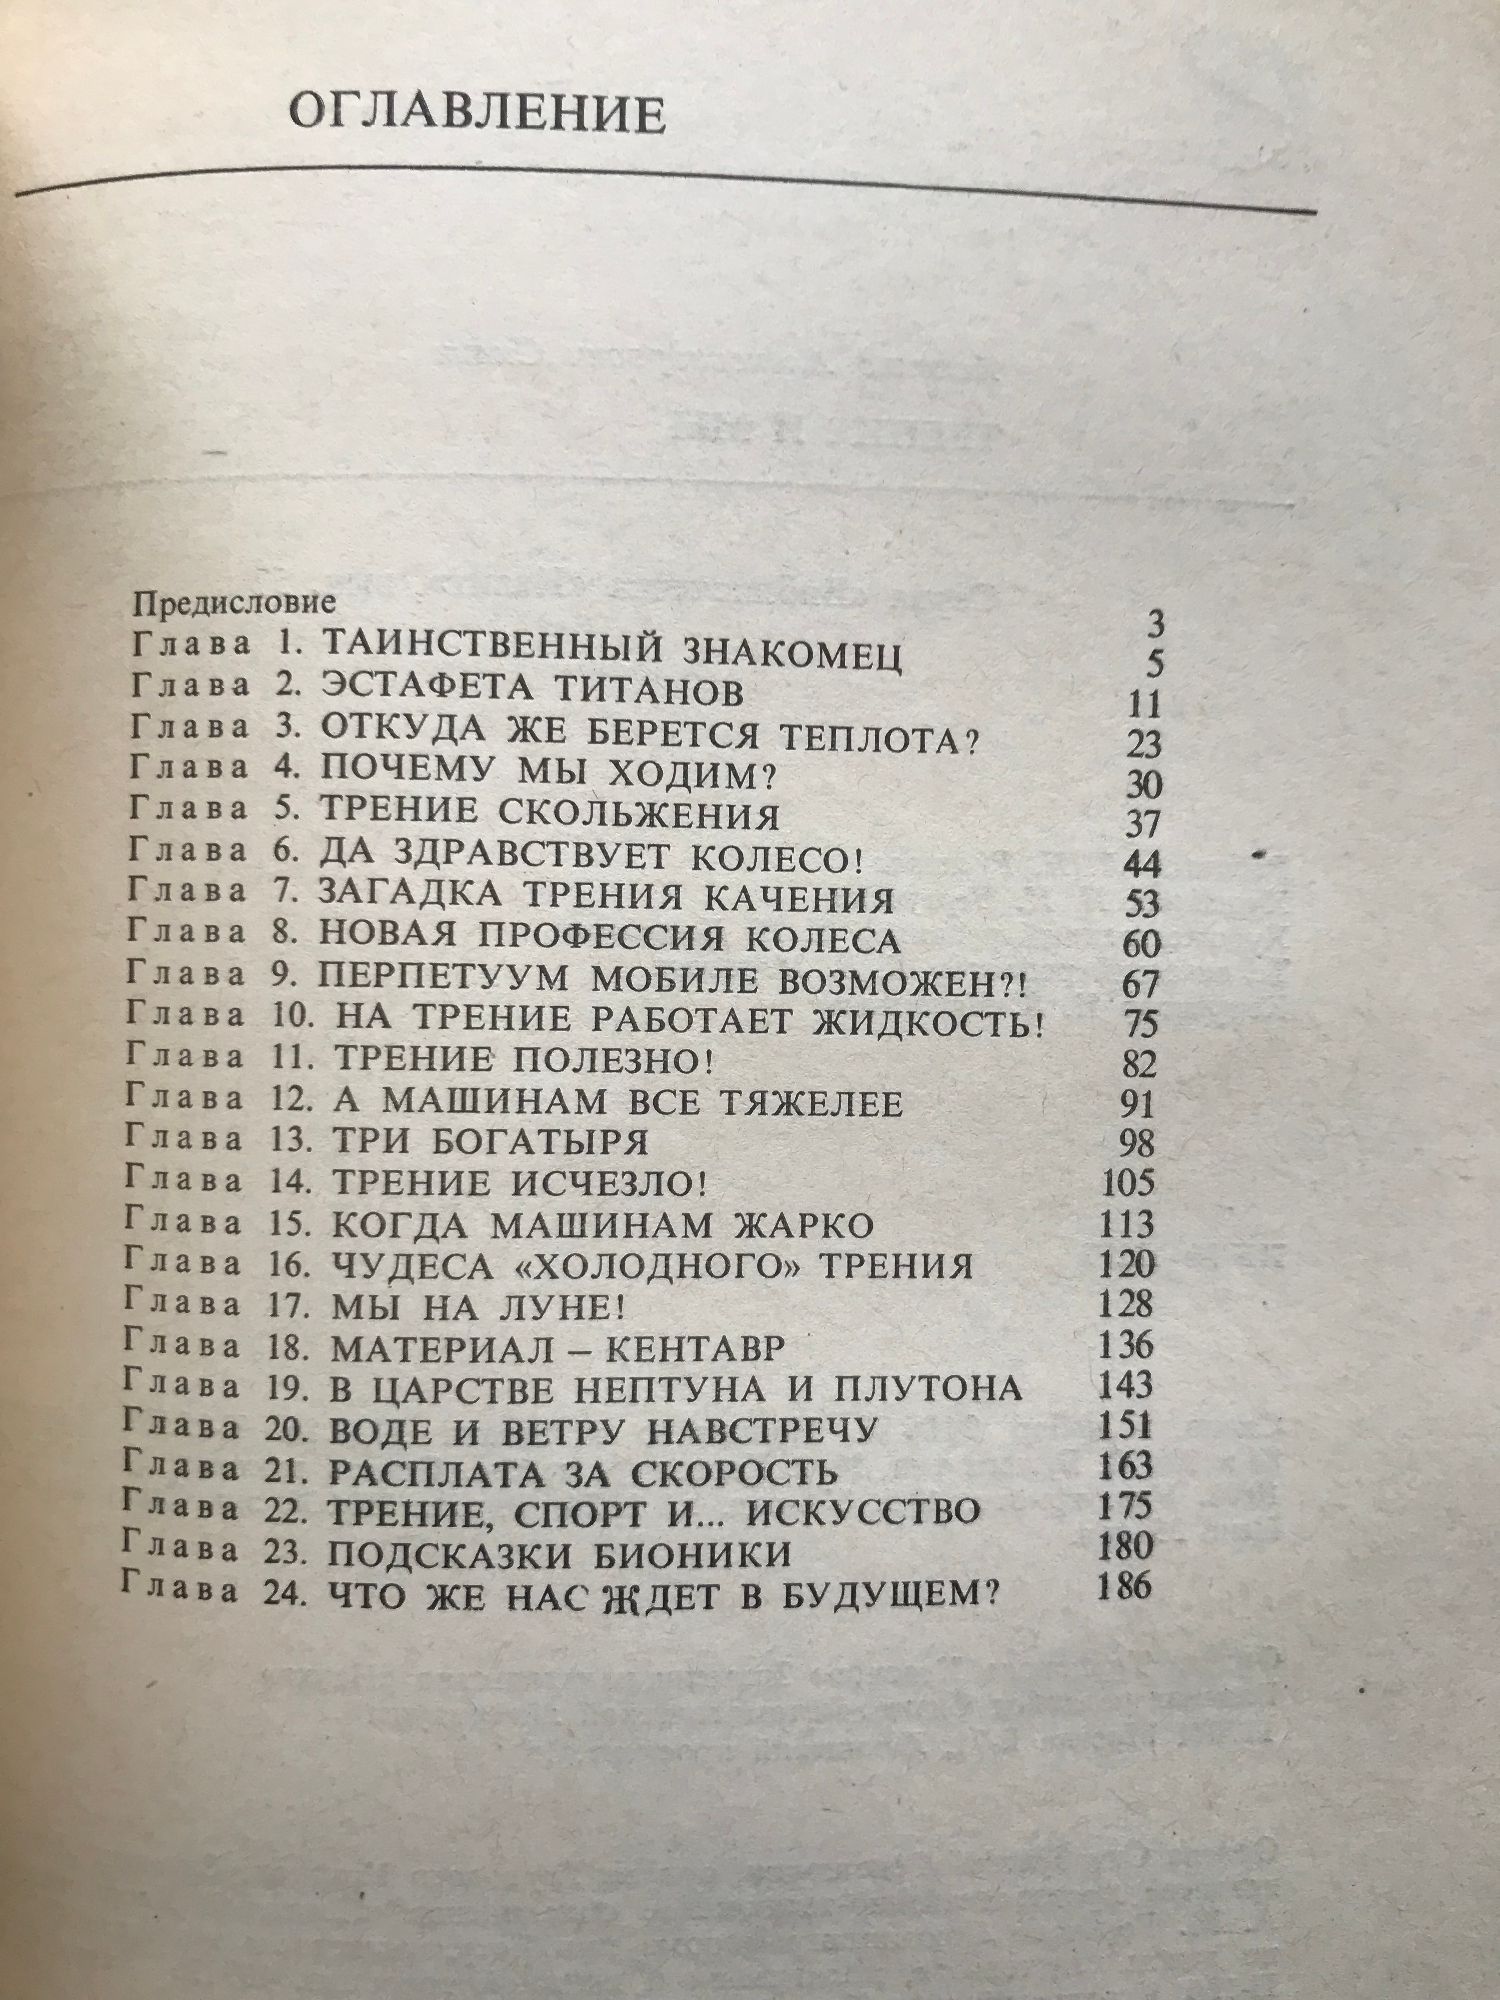 ОГЛАВЛЕНИЕ
Предисловие 3
Глава 1. ТАИНСТВЕННЫЙ ЗНАКОМЕЦ 5
Глава 2. ЭСТАФЕТА ТИТАНОВ 11
Глава 3. ОТКУДА ЖЕ БЕРЕТСЯ ТЕПЛОТА? 23
Глава 4. ПОЧЕМУ МЫ ХОДИМ? 30
Глава 5. ТРЕНИЕ СКОЛЬЖЕНИЯ 37
Глава 6. ДА ЗДРАВСТВУЕТ КОЛЕСО! 44
Глава 7. ЗАГАДКА ТРЕНИЯ КАЧЕНИЯ 53
Глава 8. НОВАЯ ПРОФЕССИЯ КОЛЕСА 60
Глава 9. ПЕРПЕТУУМ МОБИЛЕ ВОЗМОЖЕН?! 67
Глава 10. НА ТРЕНИЕ РАБОТАЕТ ЖИДКОСТЬ! 75
Глава 11. ТРЕНИЕ ПОЛЕЗНО! 82
Глава 12. А МАШИНАМ ВСЕ ТЯЖЕЛЕЕ 91
Глава 13. ТРИ БОГАТЫРЯ 98
Глава 14. ТРЕНИЕ ИСЧЕЗЛО! 105
Глава 15. КОГДА МАШИНАМ ЖАРКО 113
Глава 16. ЧУДЕСА «ХОЛОДНОГО» ТРЕНИЯ 120
Глава 17. МЫ НА ЛУНЕ! 128
Глава 18. МАТЕРИАЛ – КЕНТАВР 136
Глава 19. В ЦАРСТВЕ НЕПТУНА И ПЛУТОНА 143
Глава 20. ВОДЕ И ВЕТРУ НАВСТРЕЧУ 151
Глава 21. РАСПЛАТА ЗА СКОРОСТЬ 163
Глава 22. ТРЕНИЕ, СПОРТ И... ИСКУССТВО 175
Глава 23. ПОДСКАЗКИ БИОНИКИ 180
Глава 24. ЧТО ЖЕ НАС ЖДЕТ В БУДУЩЕМ? 186